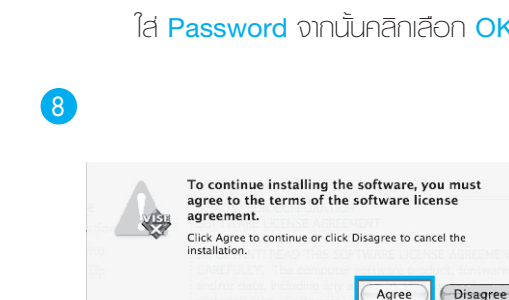 ใส่ Password จากนั้นคลิกเลือก OK
8
To continue installing the software, you must
agree to the terms of the software license
agreement.
Click Agree to continue or click Disagree to cancel the
installation.
VISE
X
Agree
Disagree